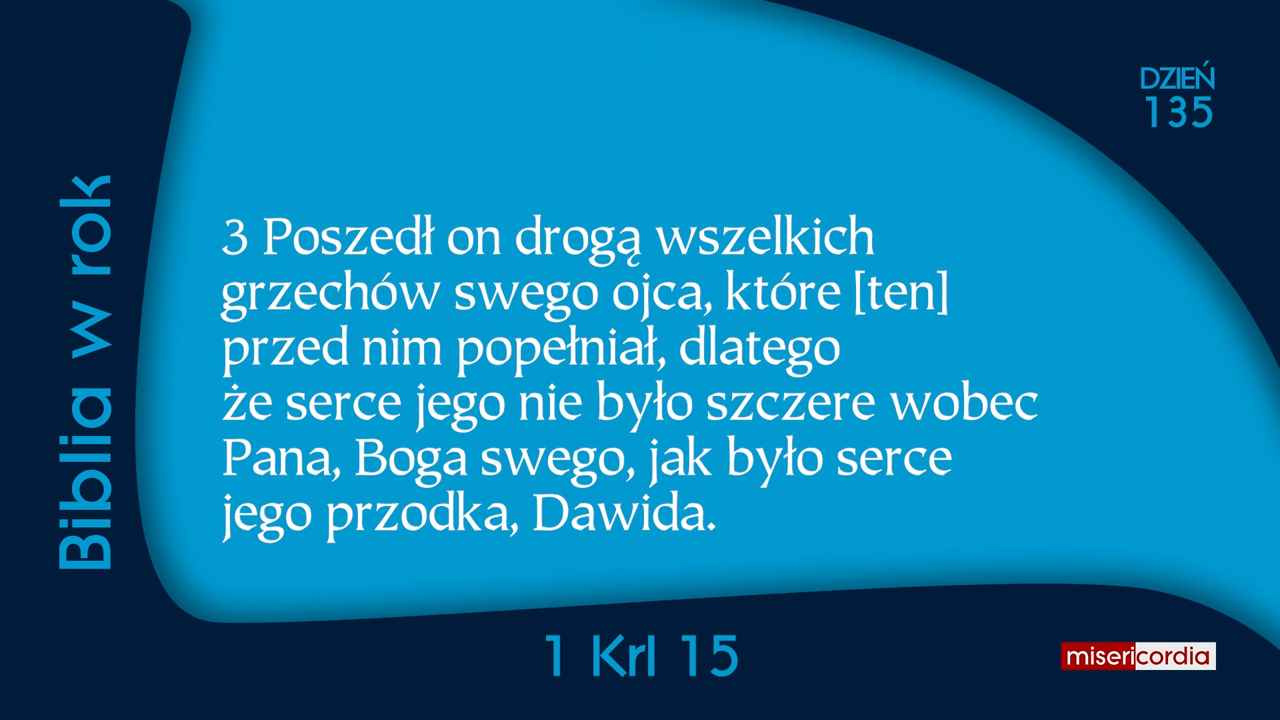 DZIEŃ
135
Biblia w rok
3 Poszedł on drogą wszelkich
grzechów swego ojca, które [ten]
przed nim popełniał, dlatego
że serce jego nie było szczere wobec
Pana, Boga swego, jak było serce
jego przodka, Dawida.
1 Krl 15
misericordia